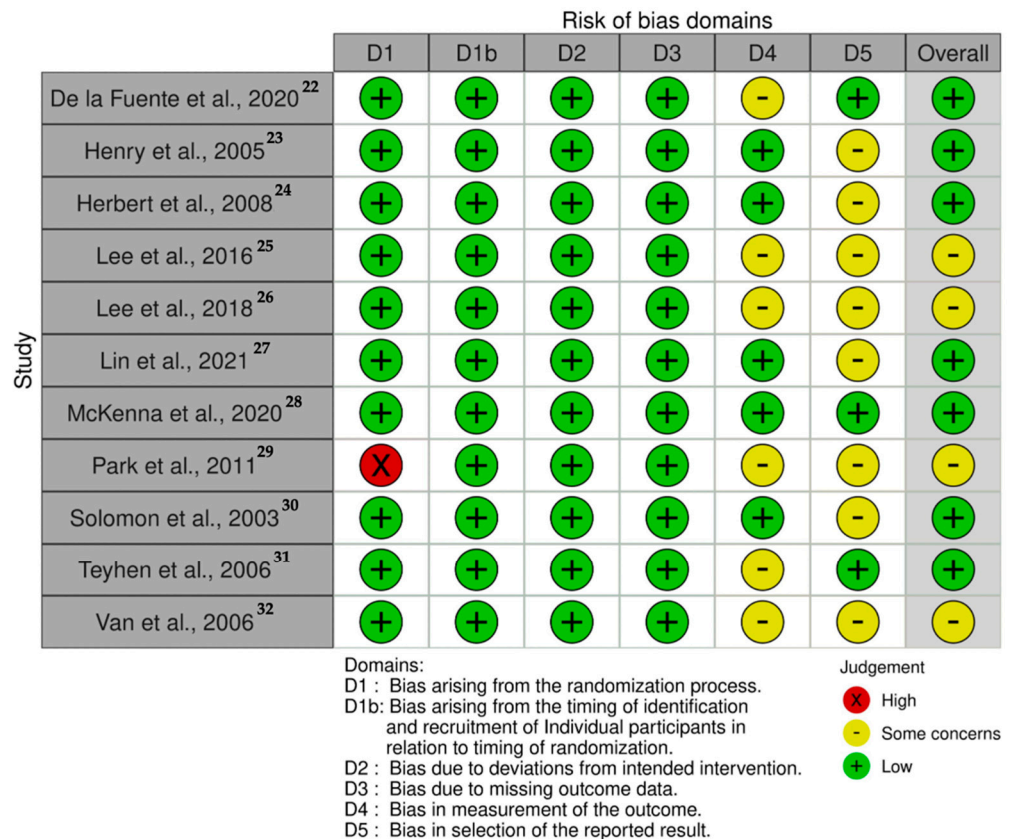 Risk of bias domains
D1 D1b D2 D3 D4 D5 Overall
Study
De la Fuente et al., 2020 22 + + + + - + +
Henry et al., 2005 23 + + + + + - +
Herbert et al., 2008 24 + + + + + - +
Lee et al., 2016 25 + + + + - - -
Lee et al., 2018 26 + + + + - - -
Lin et al., 2021 27 + + + + + - +
McKenna et al., 2020 28 + + + + + + +
Park et al., 2011 29 X + + + - - -
Solomon et al., 2003 30 + + + + + - +
Teyhen et al., 2006 31 + + + + - + +
Van et al., 2006 32 + + + + - - -
Domains:
D1 : Bias arising from the randomization process.
D1b: Bias arising from the timing of identification
and recruitment of Individual participants in
relation to timing of randomization.
D2 : Bias due to deviations from intended intervention.
D3 : Bias due to missing outcome data.
D4 : Bias in measurement of the outcome.
D5 : Bias in selection of the reported result.
Judgement
X High
- Some concerns
+ Low